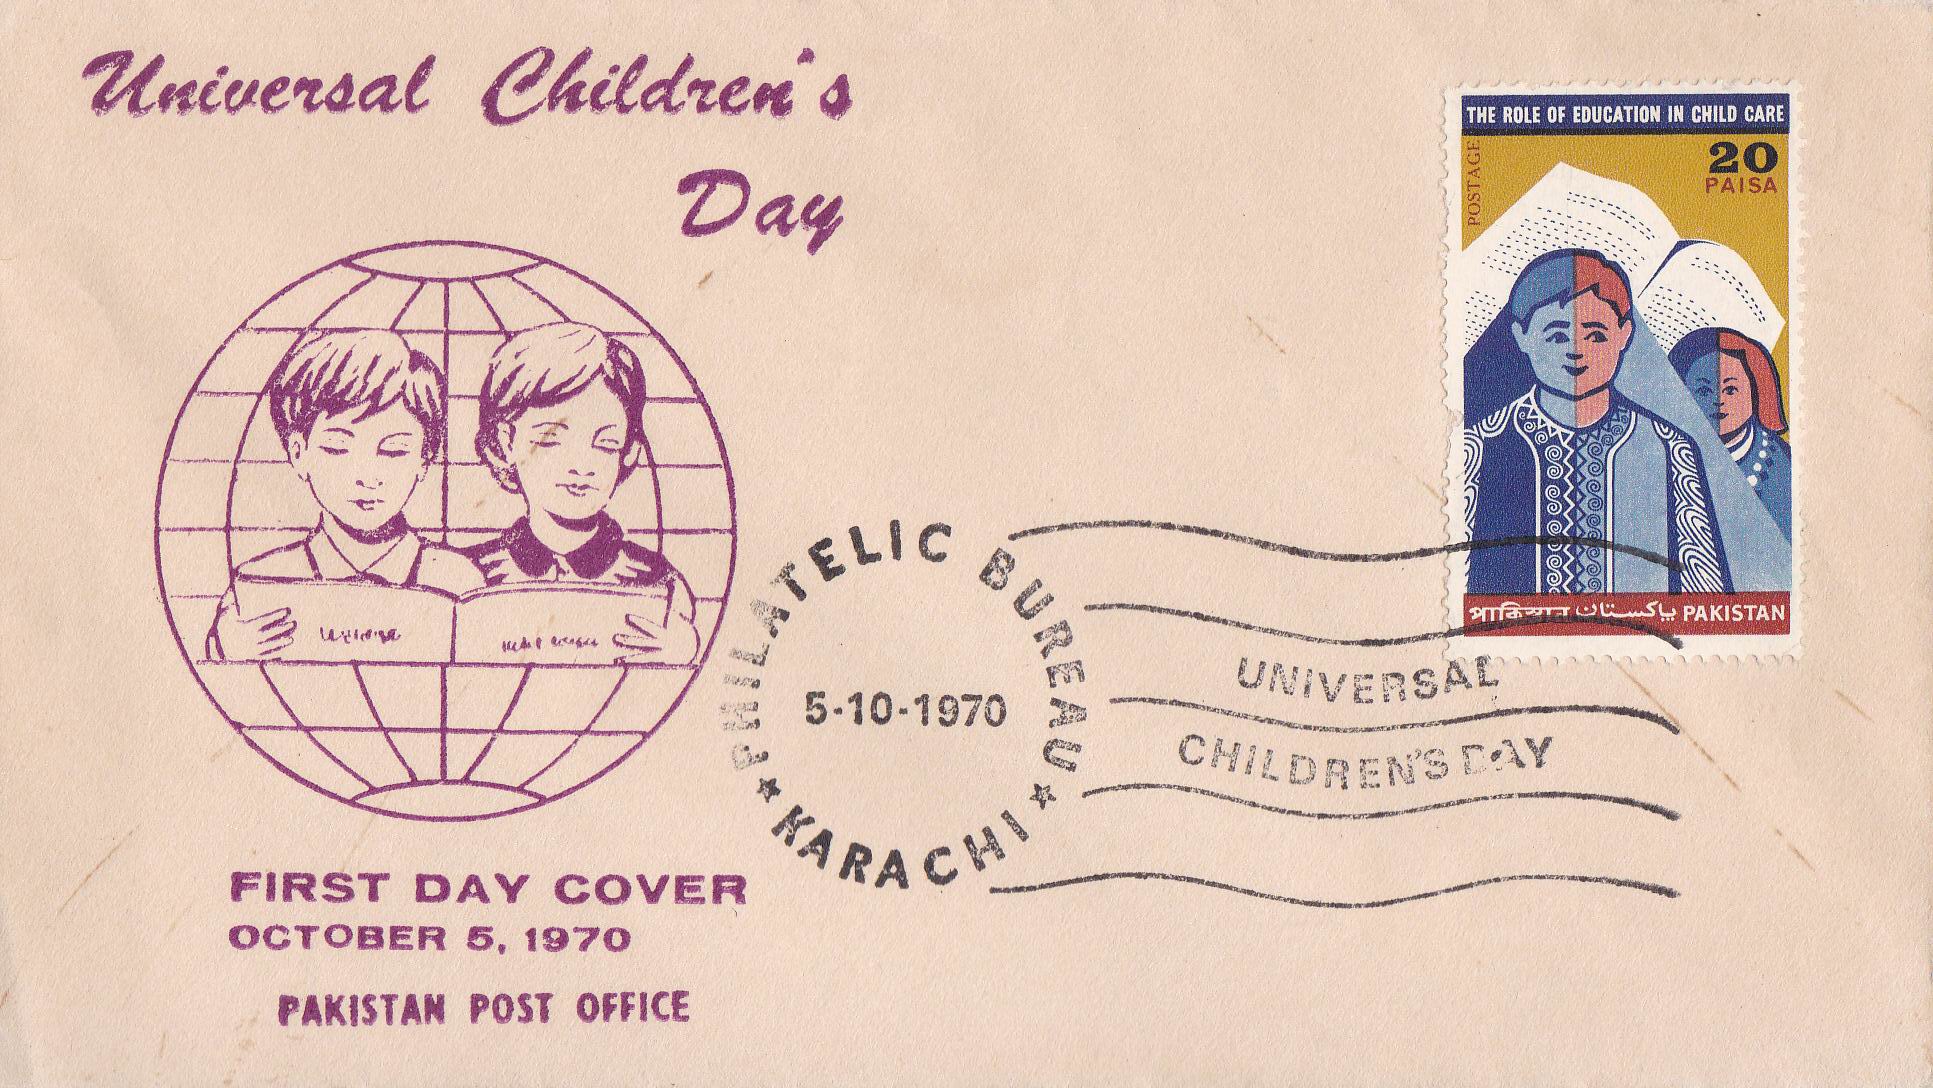 Universal Children's
Day
THE ROLE OF EDUCATION IN CHILD CARE
POSTAGE
20
PAISA
পাকিস্তান پاکستان PAKISTAN
PHILATELIC BUREAU
5-10-1970
★ KARACHI ★
UNIVERSAL
CHILDREN'S DAY
FIRST DAY COVER
OCTOBER 5, 1970
PAKISTAN POST OFFICE